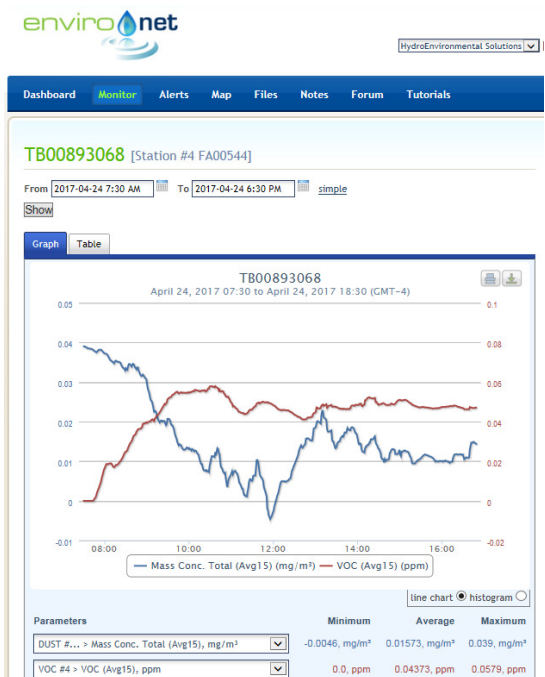 enviro net
HydroEnvironmental Solutions
Dashboard Monitor Alerts Map Files Notes Forum Tutorials
TB00893068 [Station #4 FA00544]
From 2017-04-24 7:30 AM To 2017-04-24 6:30 PM simple
Show
Graph Table
TB00893068
April 24, 2017 07:30 to April 24, 2017 18:30 (GMT-4)
0.05 0.1
0.04 0.08
0.03 0.06
0.02 0.04
0.01 0.02
0 0
-0.01 -0.02
08:00 10:00 12:00 14:00 16:00
Mass Conc. Total (Avg15) (mg/m³) VOC (Avg15) (ppm)
line chart histogram
Parameters Minimum Average Maximum
DUST #... > Mass Conc. Total (Avg15), mg/m³ -0.0046, mg/m³ 0.01573, mg/m³ 0.039, mg/m³
VOC #4 > VOC (Avg15), ppm 0.0, ppm 0.04373, ppm 0.0579, ppm